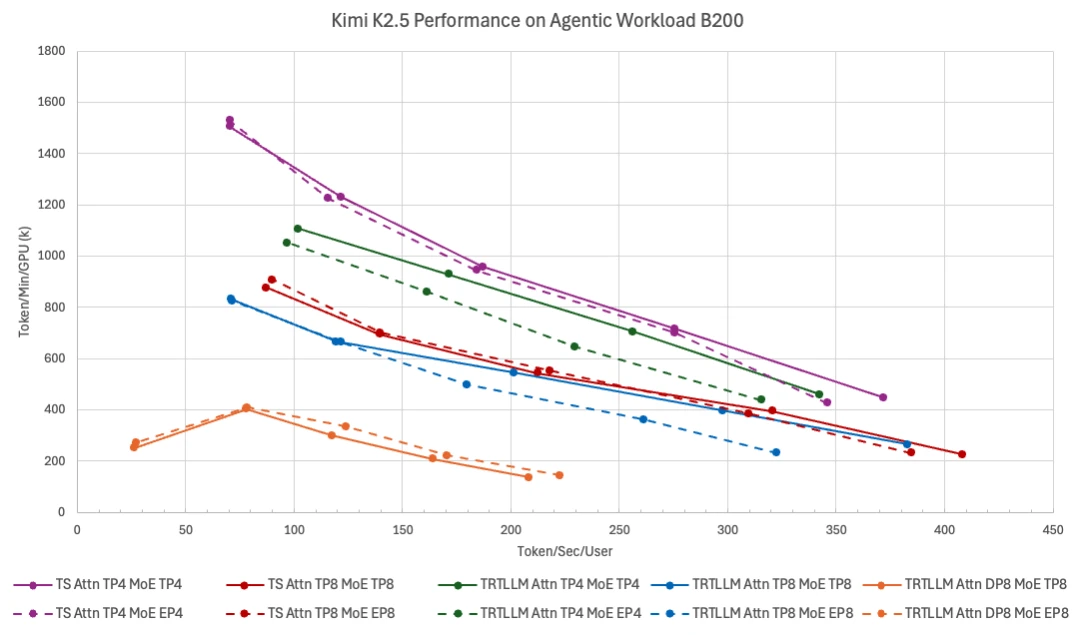 Kimi K2.5 Performance on Agentic Workload B200
1800
1600
1400
1200
1000
800
600
400
200
0
Token/Min/GPU (k)
0 50 100 150 200 250 300 350 400 450
Token/Sec/User
TS Attn TP4 MoE TP4 TS Attn TP8 MoE TP8 TRTLLM Attn TP4 MoE TP4 TRTLLM Attn TP8 MoE TP8 TRTLLM Attn DP8 MoE TP8
TS Attn TP4 MoE EP4 TS Attn TP8 MoE EP8 TRTLLM Attn TP4 MoE EP4 TRTLLM Attn TP8 MoE EP8 TRTLLM Attn DP8 MoE EP8